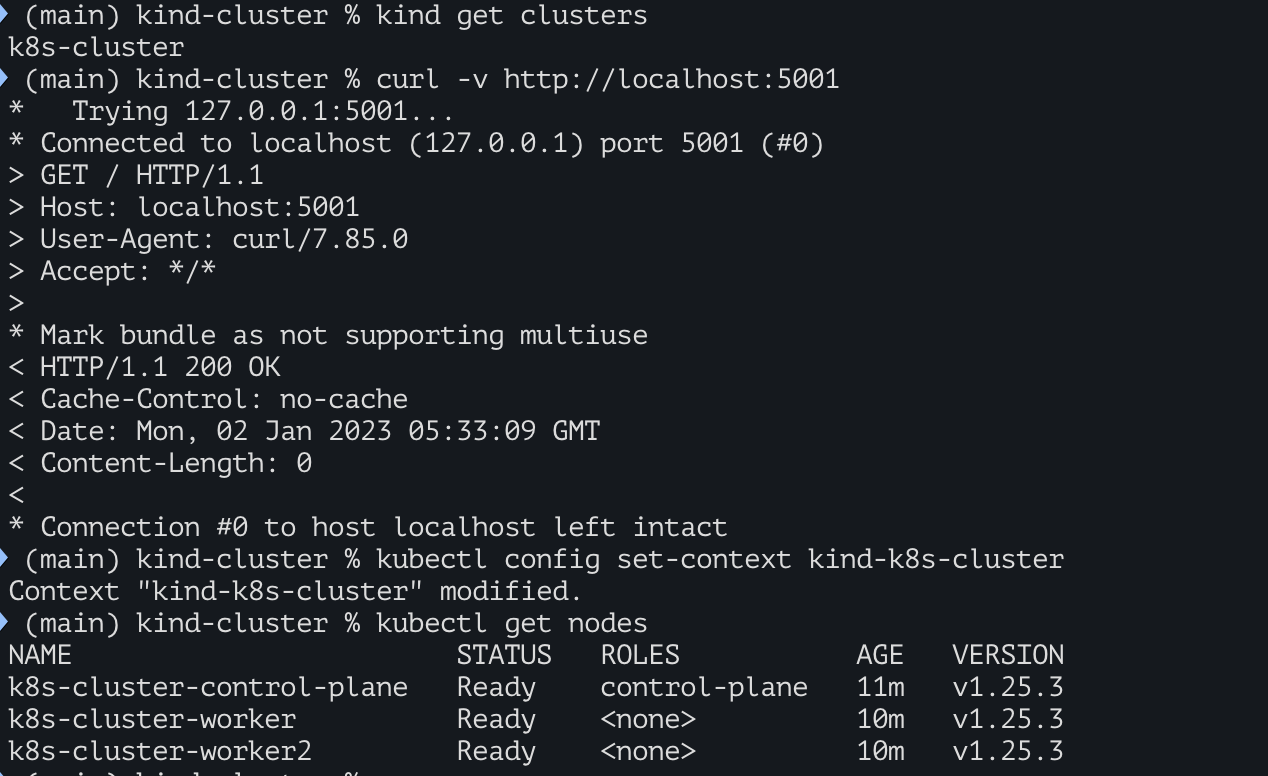 (main) kind-cluster % kind get clusters
k8s-cluster
(main) kind-cluster % curl -v http://localhost:5001
*   Trying 127.0.0.1:5001...
* Connected to localhost (127.0.0.1) port 5001 (#0)
> GET / HTTP/1.1
> Host: localhost:5001
> User-Agent: curl/7.85.0
> Accept: */*
>
* Mark bundle as not supporting multiuse
< HTTP/1.1 200 OK
< Cache-Control: no-cache
< Date: Mon, 02 Jan 2023 05:33:09 GMT
< Content-Length: 0
<
* Connection #0 to host localhost left intact
(main) kind-cluster % kubectl config set-context kind-k8s-cluster
Context "kind-k8s-cluster" modified.
(main) kind-cluster % kubectl get nodes
NAME                        STATUS   ROLES           AGE   VERSION
k8s-cluster-control-plane   Ready    control-plane   11m   v1.25.3
k8s-cluster-worker          Ready    <none>          10m   v1.25.3
k8s-cluster-worker2         Ready    <none>          10m   v1.25.3